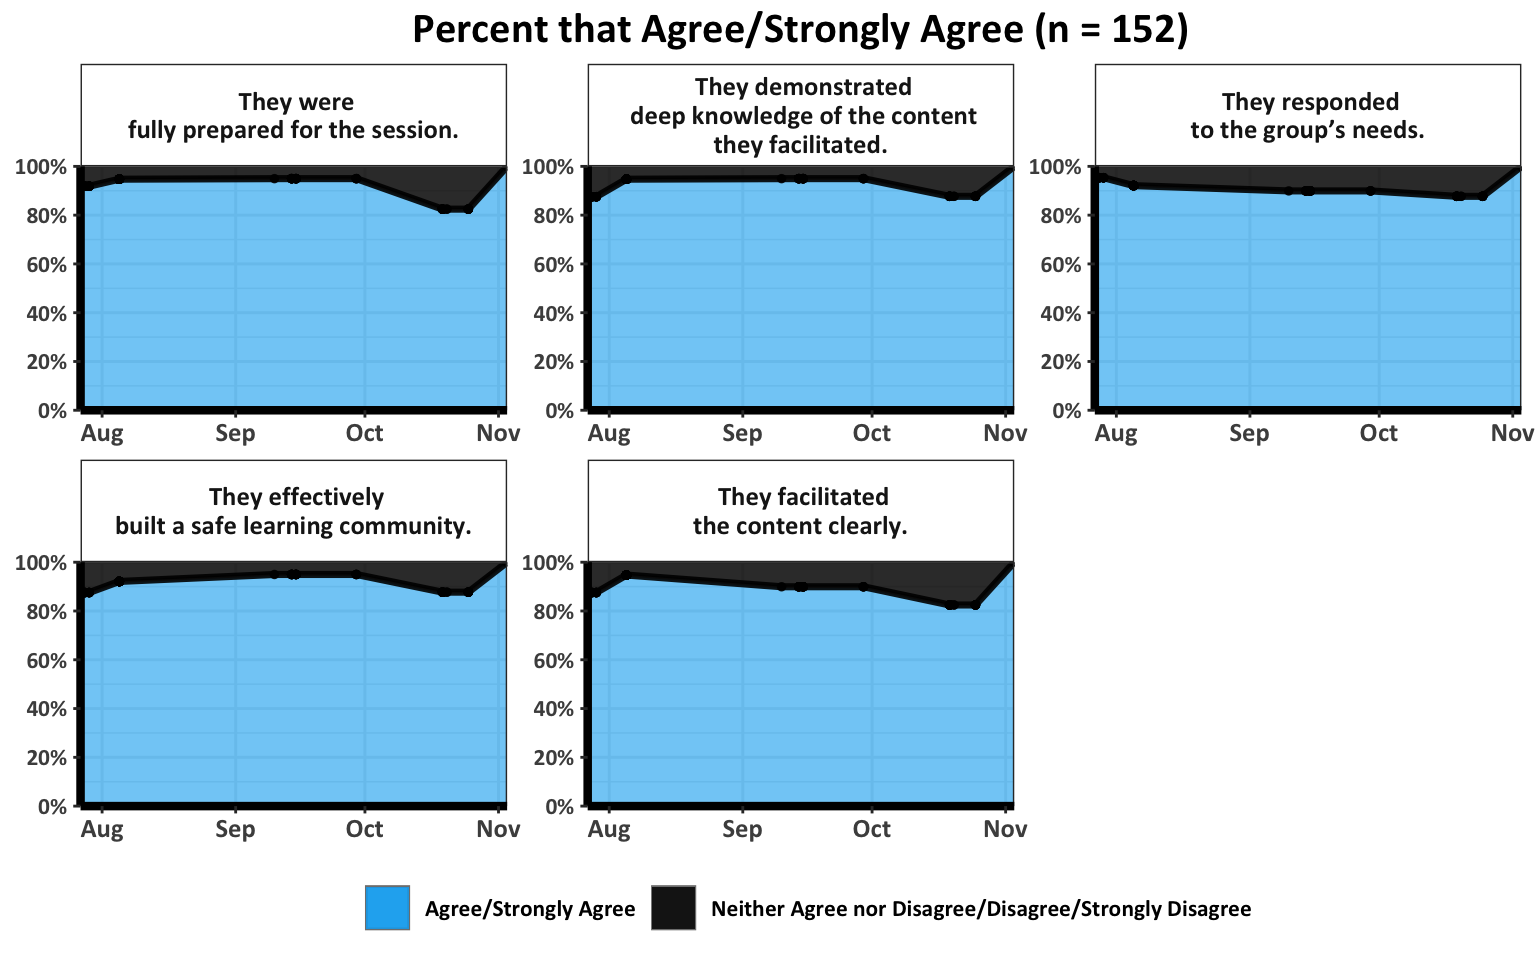 Percent that Agree/Strongly Agree (n = 152)
They were
fully prepared for the session.
100%
80%
60%
40%
20%
0%
Aug Sep Oct Nov
They demonstrated
deep knowledge of the content
they facilitated.
100%
80%
60%
40%
20%
0%
Aug Sep Oct Nov
They responded
to the group’s needs.
100%
80%
60%
40%
20%
0%
Aug Sep Oct Nov
They effectively
built a safe learning community.
100%
80%
60%
40%
20%
0%
Aug Sep Oct Nov
They facilitated
the content clearly.
100%
80%
60%
40%
20%
0%
Aug Sep Oct Nov
Agree/Strongly Agree Neither Agree nor Disagree/Disagree/Strongly Disagree